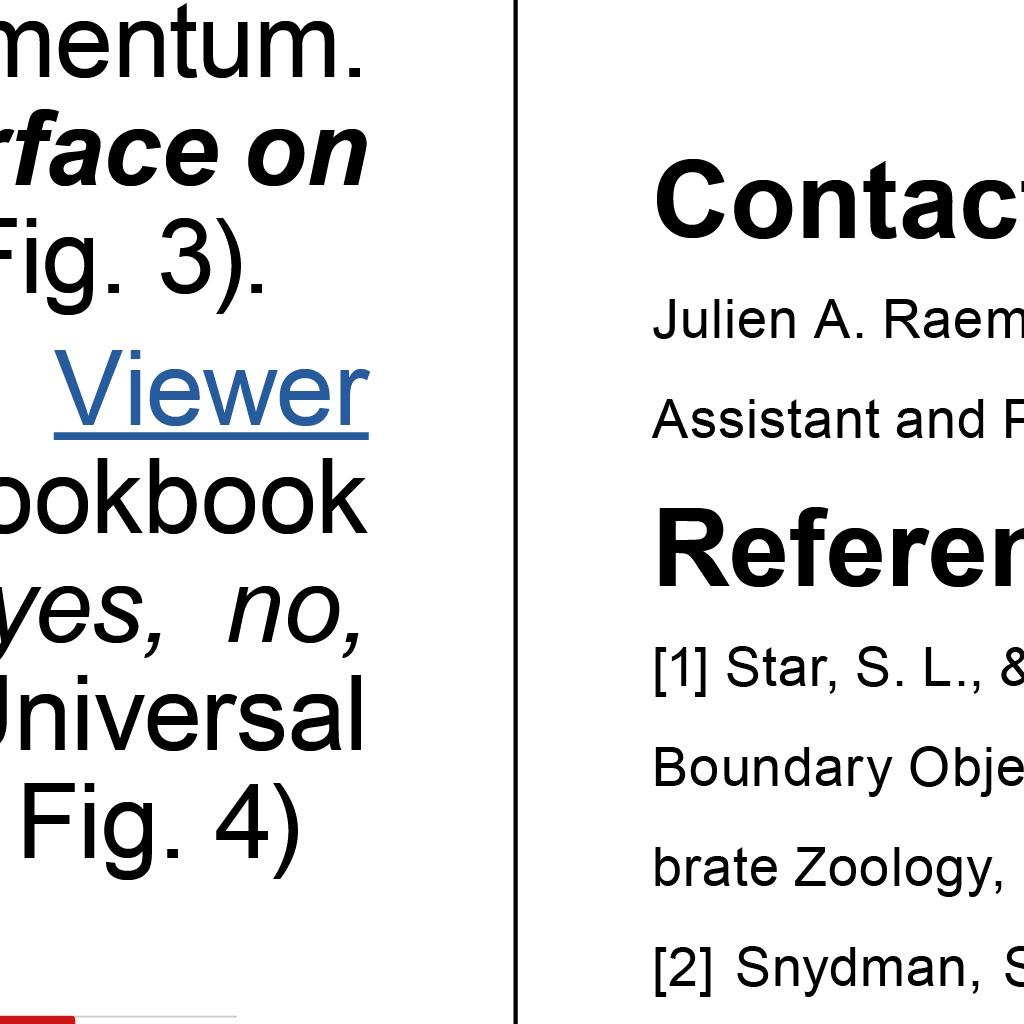 mentum.
rface on
Fig. 3).
Viewer
ookbook
yes, no,
Universal
Fig. 4)
Contact
Julien A. Raem
Assistant and P
Referen
[1] Star, S. L., &
Boundary Obje
brate Zoology,
[2] Snydman, S